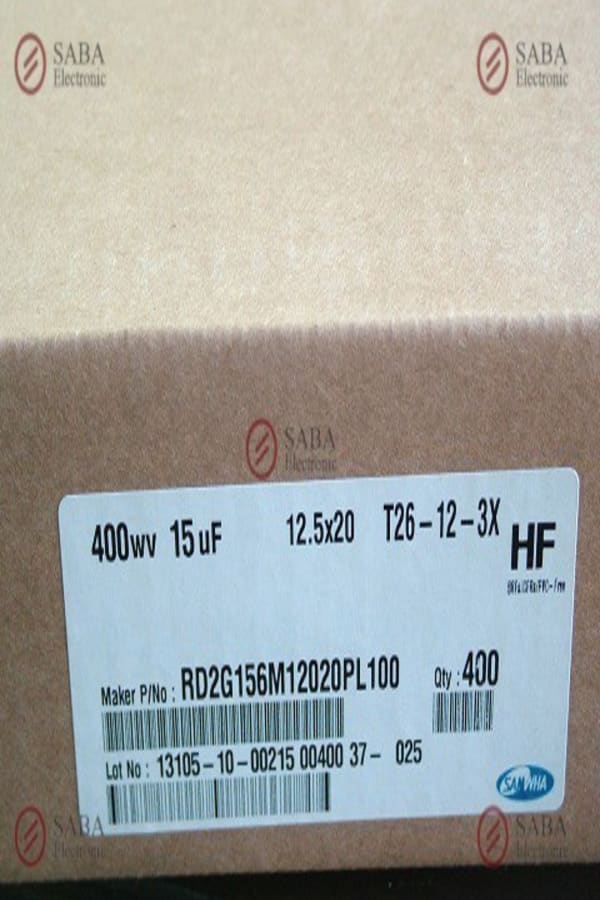 SABA
Electronic
SABA
Electronic
SABA
Electronic
400WV 15uF 12.5x20 T26-12-3X
HF
Maker P/No : RD2G156M12020PL100 Qty : 400
Lot No : 13105-10-00215 00400 37- 025
SAMWHA
SABA
Electronic
SABA
Electronic